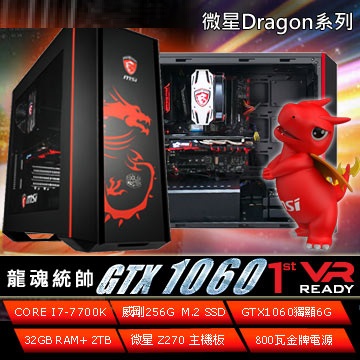 微星Dragon系列
msi
msi
龍魂統帥 GTX 1060 1st VR READY
CORE I7-7700K 威剛256G M.2 SSD GTX1060獨顯6G
32GB RAM+ 2TB 微星 Z270 主機板 800瓦金牌電源